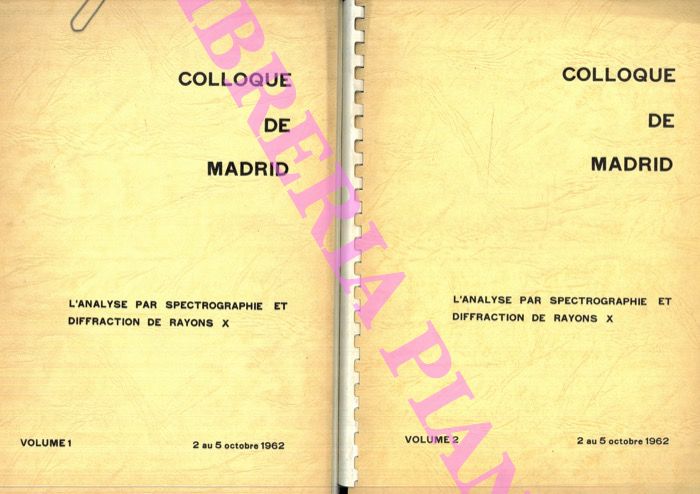 COLLOQUE
DE
MADRID
L'ANALYSE PAR SPECTROGRAPHIE ET
DIFFRACTION DE RAYONS X
VOLUME 1
2 au 5 octobre 1962
COLLOQUE
DE
MADRID
L'ANALYSE PAR SPECTROGRAPHIE ET
DIFFRACTION DE RAYONS X
VOLUME 2
2 au 5 octobre 1962
LIBRERIA PIANI